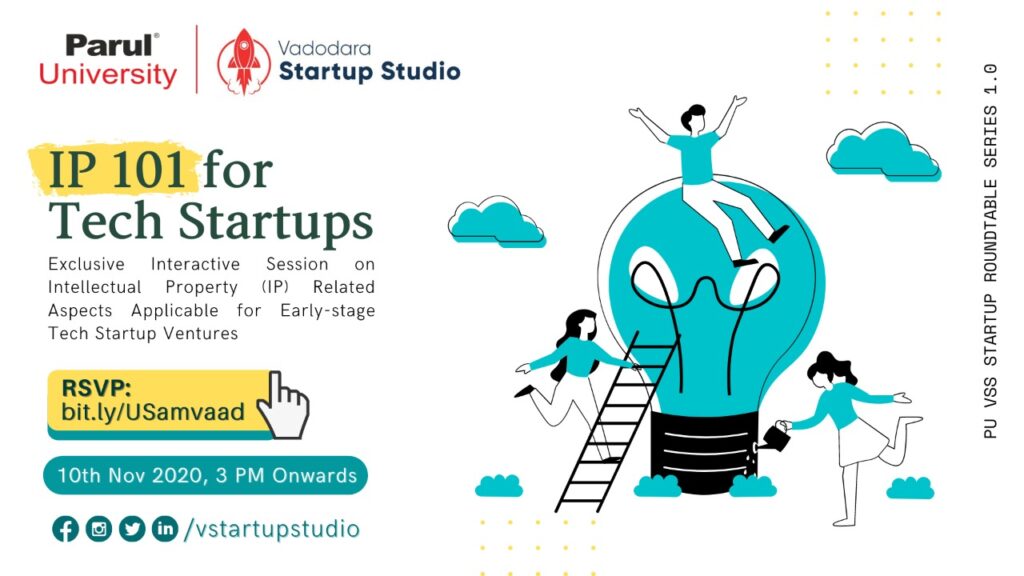 Parul®
University
Vadodara
Startup Studio
IP 101 for
Tech Startups
Exclusive Interactive Session on
Intellectual Property (IP) Related
Aspects Applicable for Early-stage
Tech Startup Ventures
RSVP:
bit.ly/USamvaad
10th Nov 2020, 3 PM Onwards
/vstartupstudio
PU VSS STARTUP ROUNDTABLE SERIES 1.0